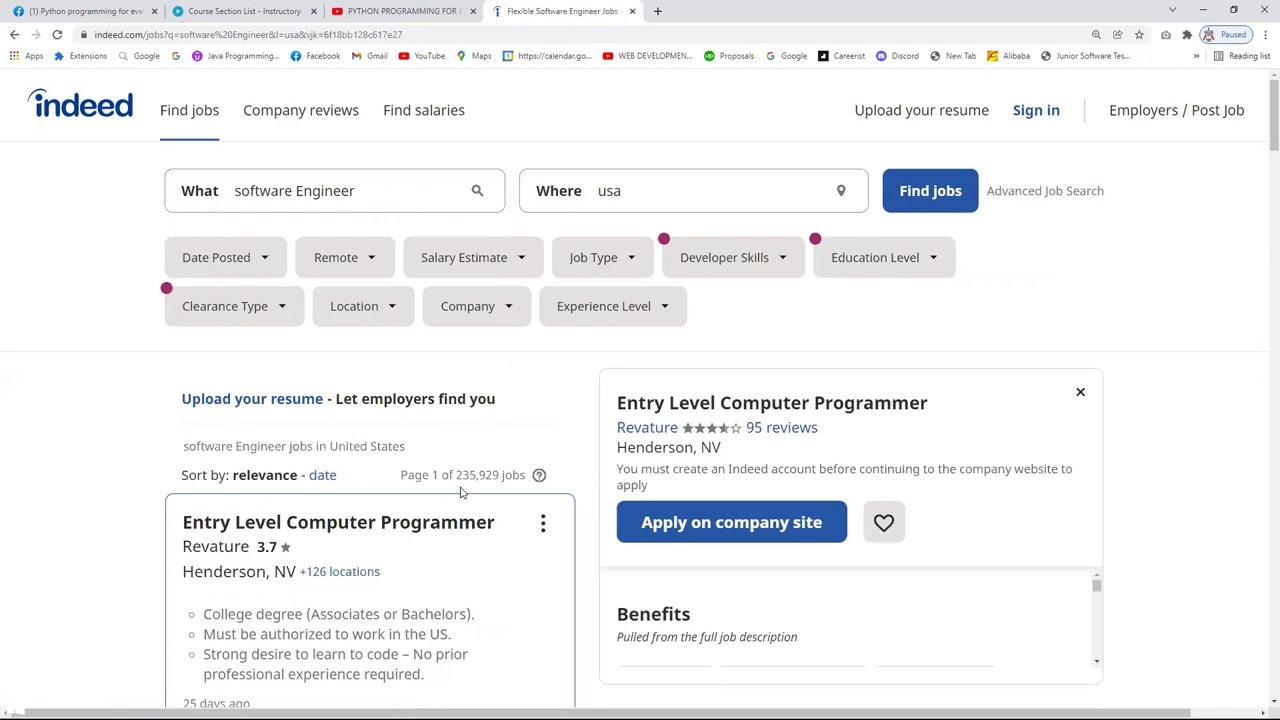 (1) Python programming for eve
Course Section List - Instructory
PYTHON PROGRAMMING FOR E
Flexible Software Engineer Jobs -
indeed.com/jobs?q=software%20Engineer&l=usa&vjk=6f18bb128c617e27
Paused
Apps
Extensions
Google
Java Programming...
Facebook
Gmail
YouTube
Maps
https://calendar.go...
WEB DEVELOPMEN...
Proposals
Google
Careerist
Discord
New Tab
Alibaba
Junior Software Tes...
Reading list
indeed
Find jobs
Company reviews
Find salaries
Upload your resume
Sign in
Employers / Post Job
What software Engineer
Where usa
Find jobs
Advanced Job Search
Date Posted
Remote
Salary Estimate
Job Type
Developer Skills
Education Level
Clearance Type
Location
Company
Experience Level
Upload your resume - Let employers find you
software Engineer jobs in United States
Sort by: relevance - date
Page 1 of 235,929 jobs
Entry Level Computer Programmer
Revature 3.7
Henderson, NV +126 locations
College degree (Associates or Bachelors).
Must be authorized to work in the US.
Strong desire to learn to code – No prior
professional experience required.
25 days ago
Entry Level Computer Programmer
Revature 95 reviews
Henderson, NV
You must create an Indeed account before continuing to the company website to
apply
Apply on company site
Benefits
Pulled from the full job description